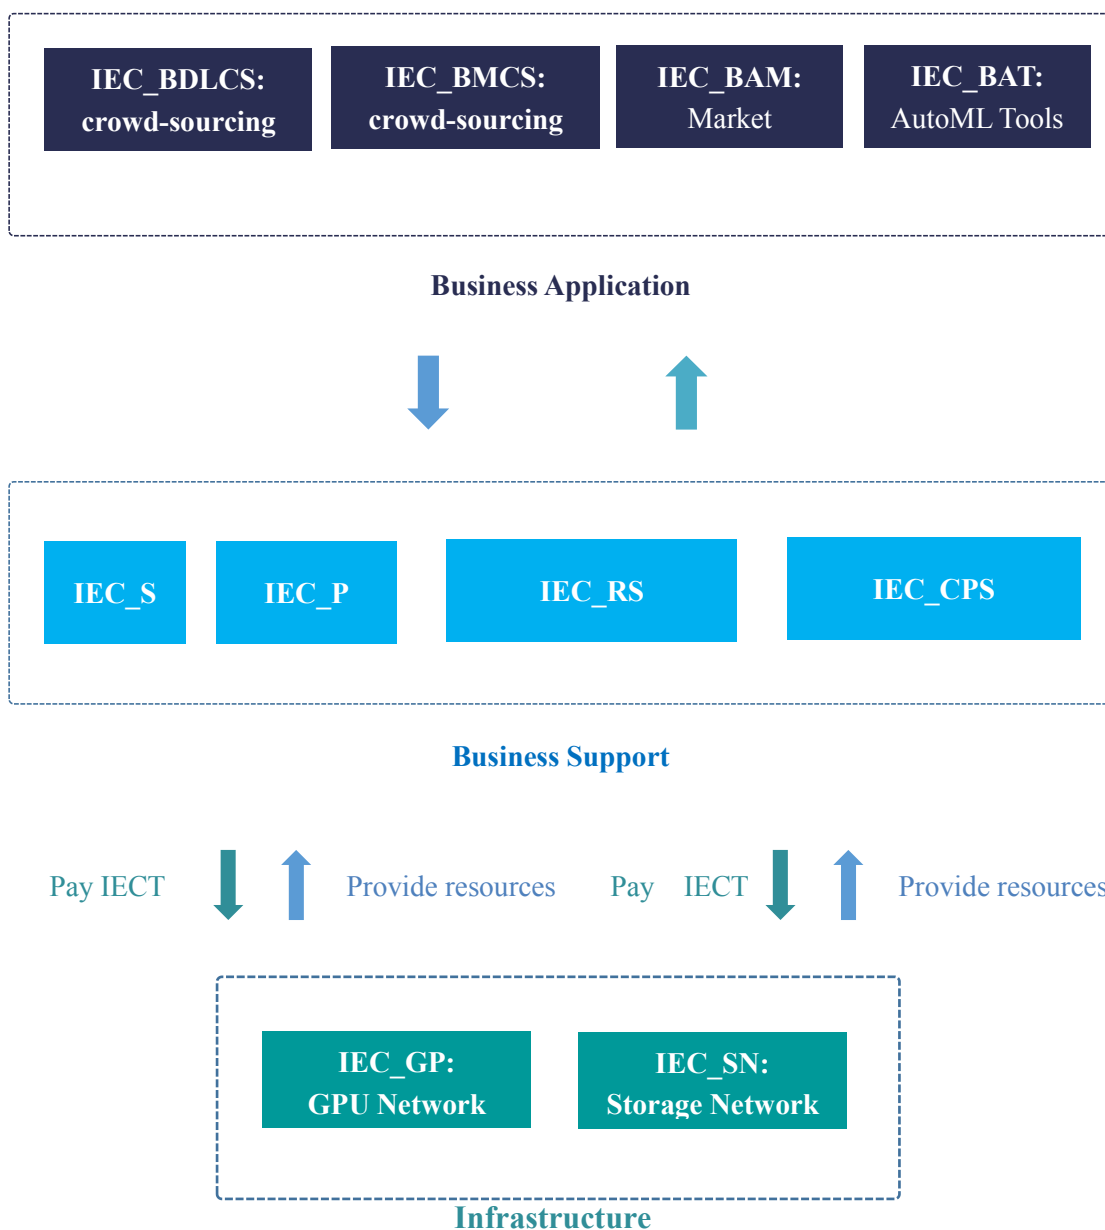 IEC_BDLCS:
crowd-sourcing
IEC_BMCS:
crowd-sourcing
IEC_BAM:
Market
IEC_BAT:
AutoML Tools
Business Application
IEC_S
IEC_P
IEC_RS
IEC_CPS
Business Support
Pay IECT
Provide resources
Pay IECT
Provide resources
IEC_GP:
GPU Network
IEC_SN:
Storage Network
Infrastructure